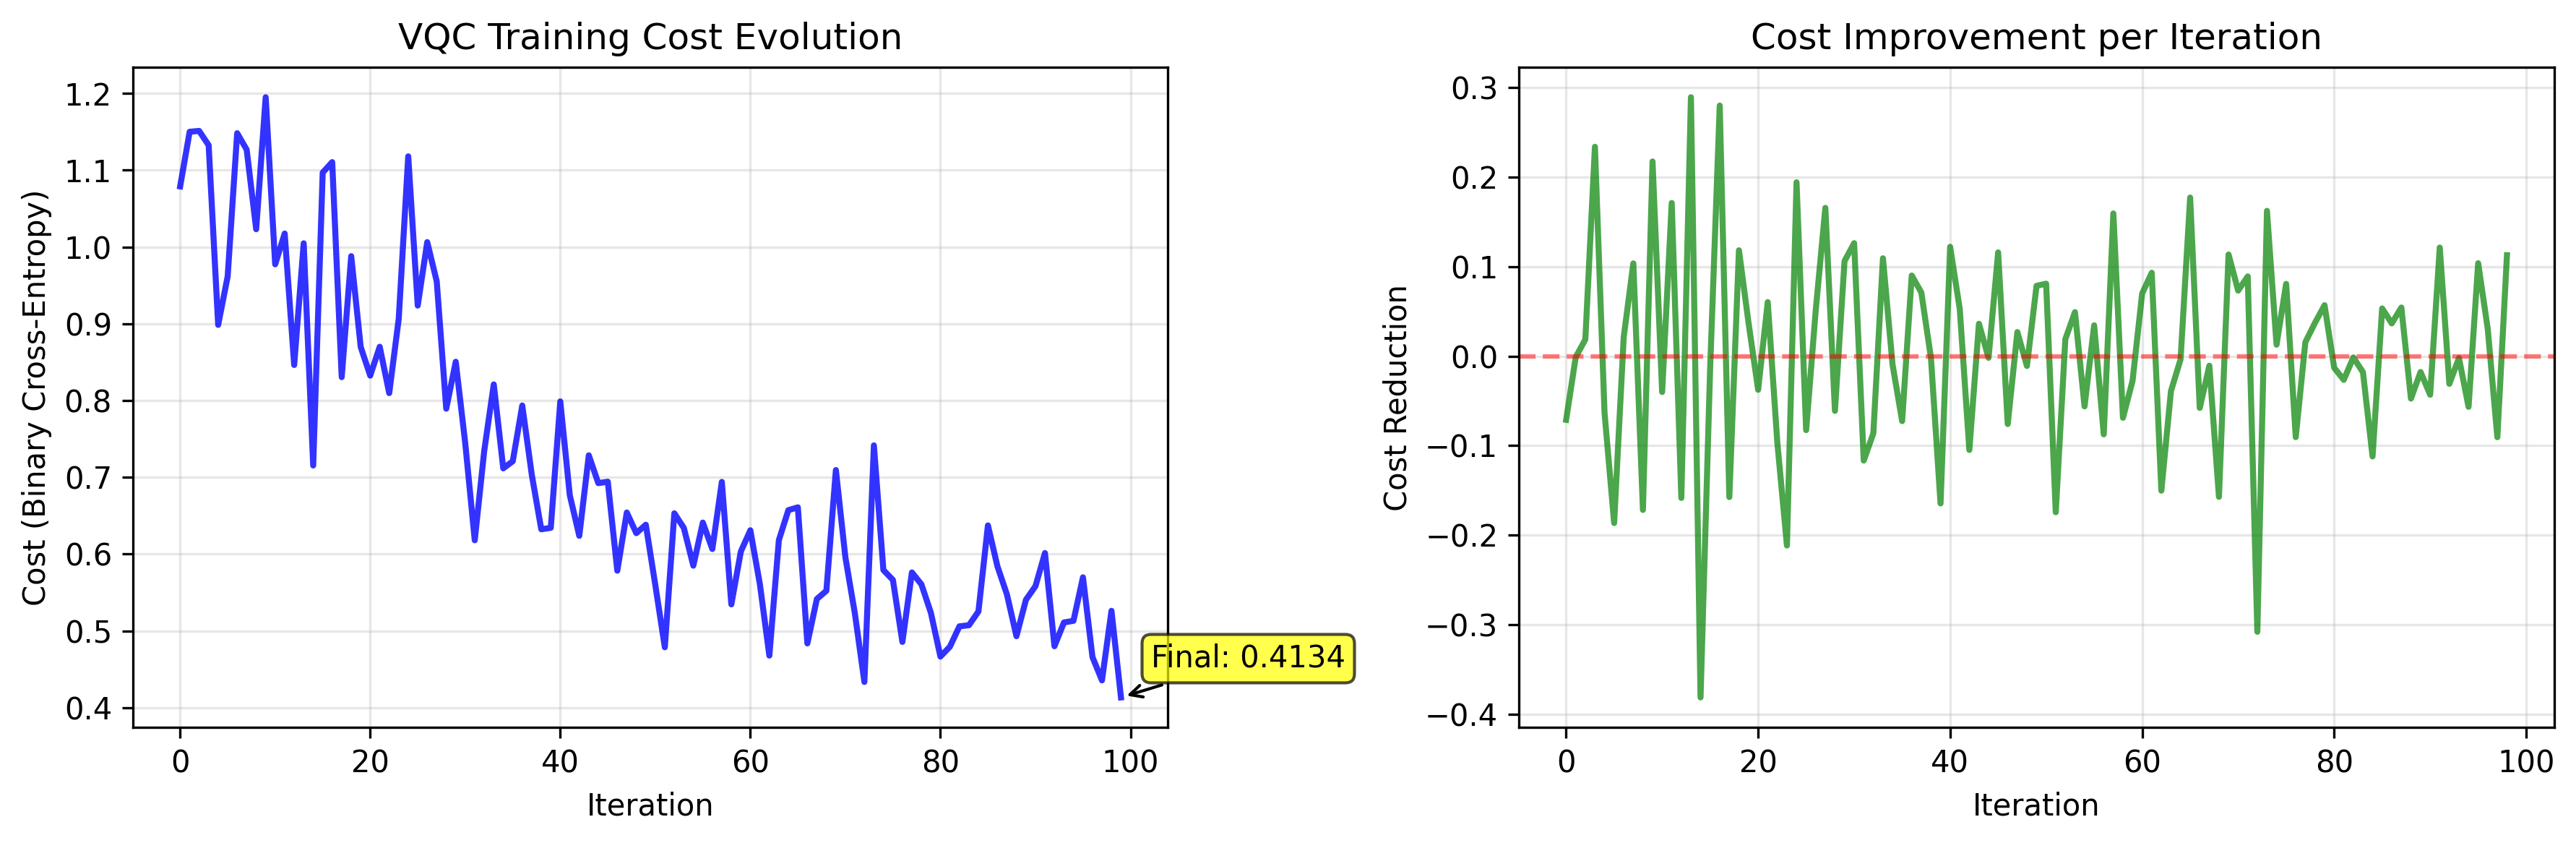 VQC Training Cost Evolution
Cost (Binary Cross-Entropy)
1.2
1.1
1.0
0.9
0.8
0.7
0.6
0.5
0.4
Final: 0.4134
0 20 40 60 80 100
Iteration
Cost Improvement per Iteration
Cost Reduction
0.3
0.2
0.1
0.0
−0.1
−0.2
−0.3
−0.4
0 20 40 60 80 100
Iteration